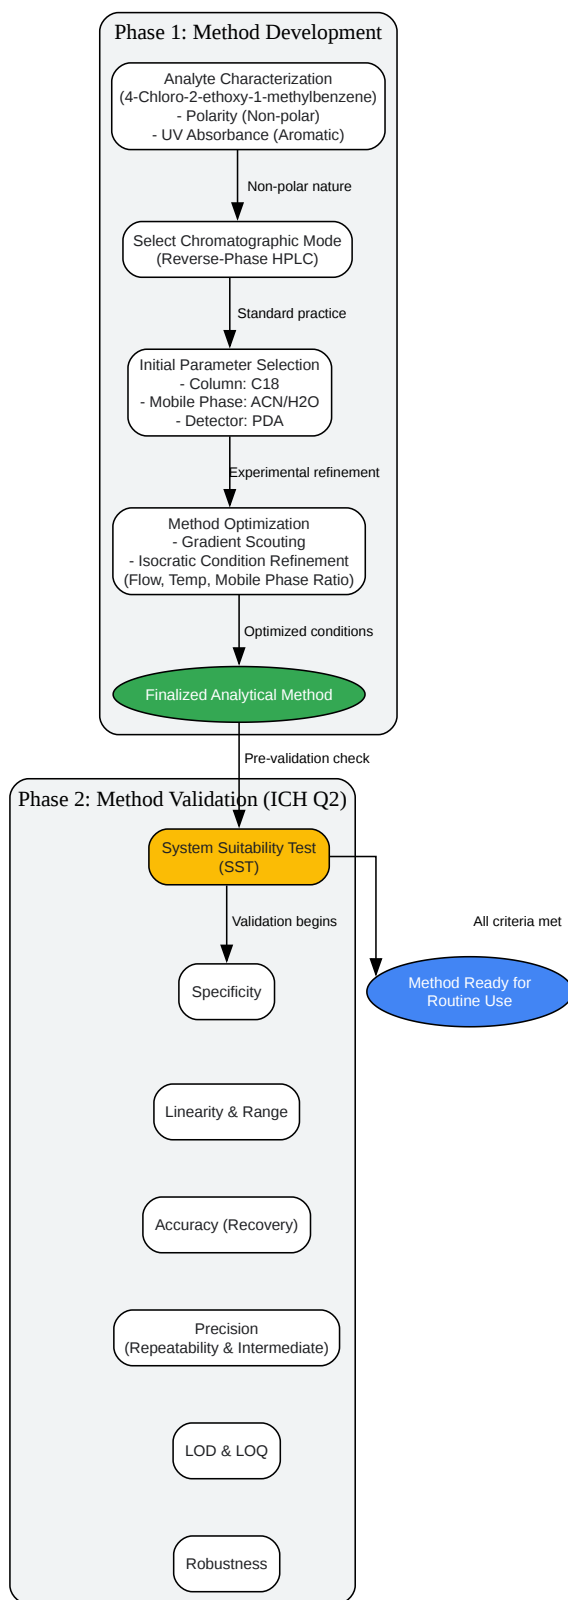 Phase 1: Method Development
Analyte Characterization
(4-Chloro-2-ethoxy-1-methylbenzene)
- Polarity (Non-polar)
- UV Absorbance (Aromatic)
Non-polar nature
Select Chromatographic Mode
(Reverse-Phase HPLC)
Standard practice
Initial Parameter Selection
- Column: C18
- Mobile Phase: ACN/H2O
- Detector: PDA
Experimental refinement
Method Optimization
- Gradient Scouting
- Isocratic Condition Refinement
(Flow, Temp, Mobile Phase Ratio)
Optimized conditions
Finalized Analytical Method
Pre-validation check
Phase 2: Method Validation (ICH Q2)
System Suitability Test
(SST)
Validation begins
All criteria met
Specificity
Method Ready for
Routine Use
Linearity & Range
Accuracy (Recovery)
Precision
(Repeatability & Intermediate)
LOD & LOQ
Robustness